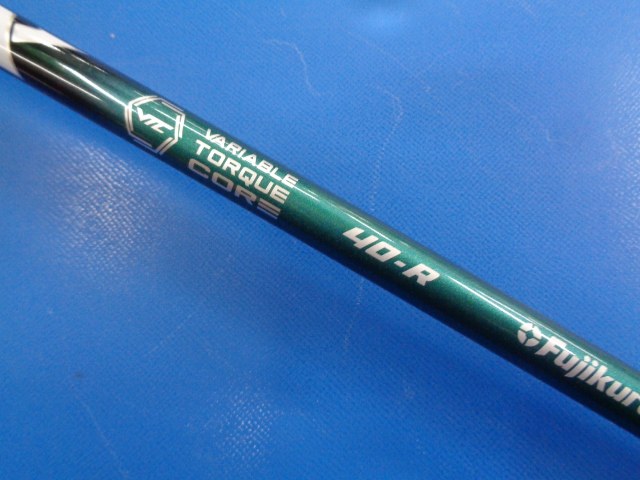 VTC
VARIABLE
TORQUE
CORE
40-R
Fujikura